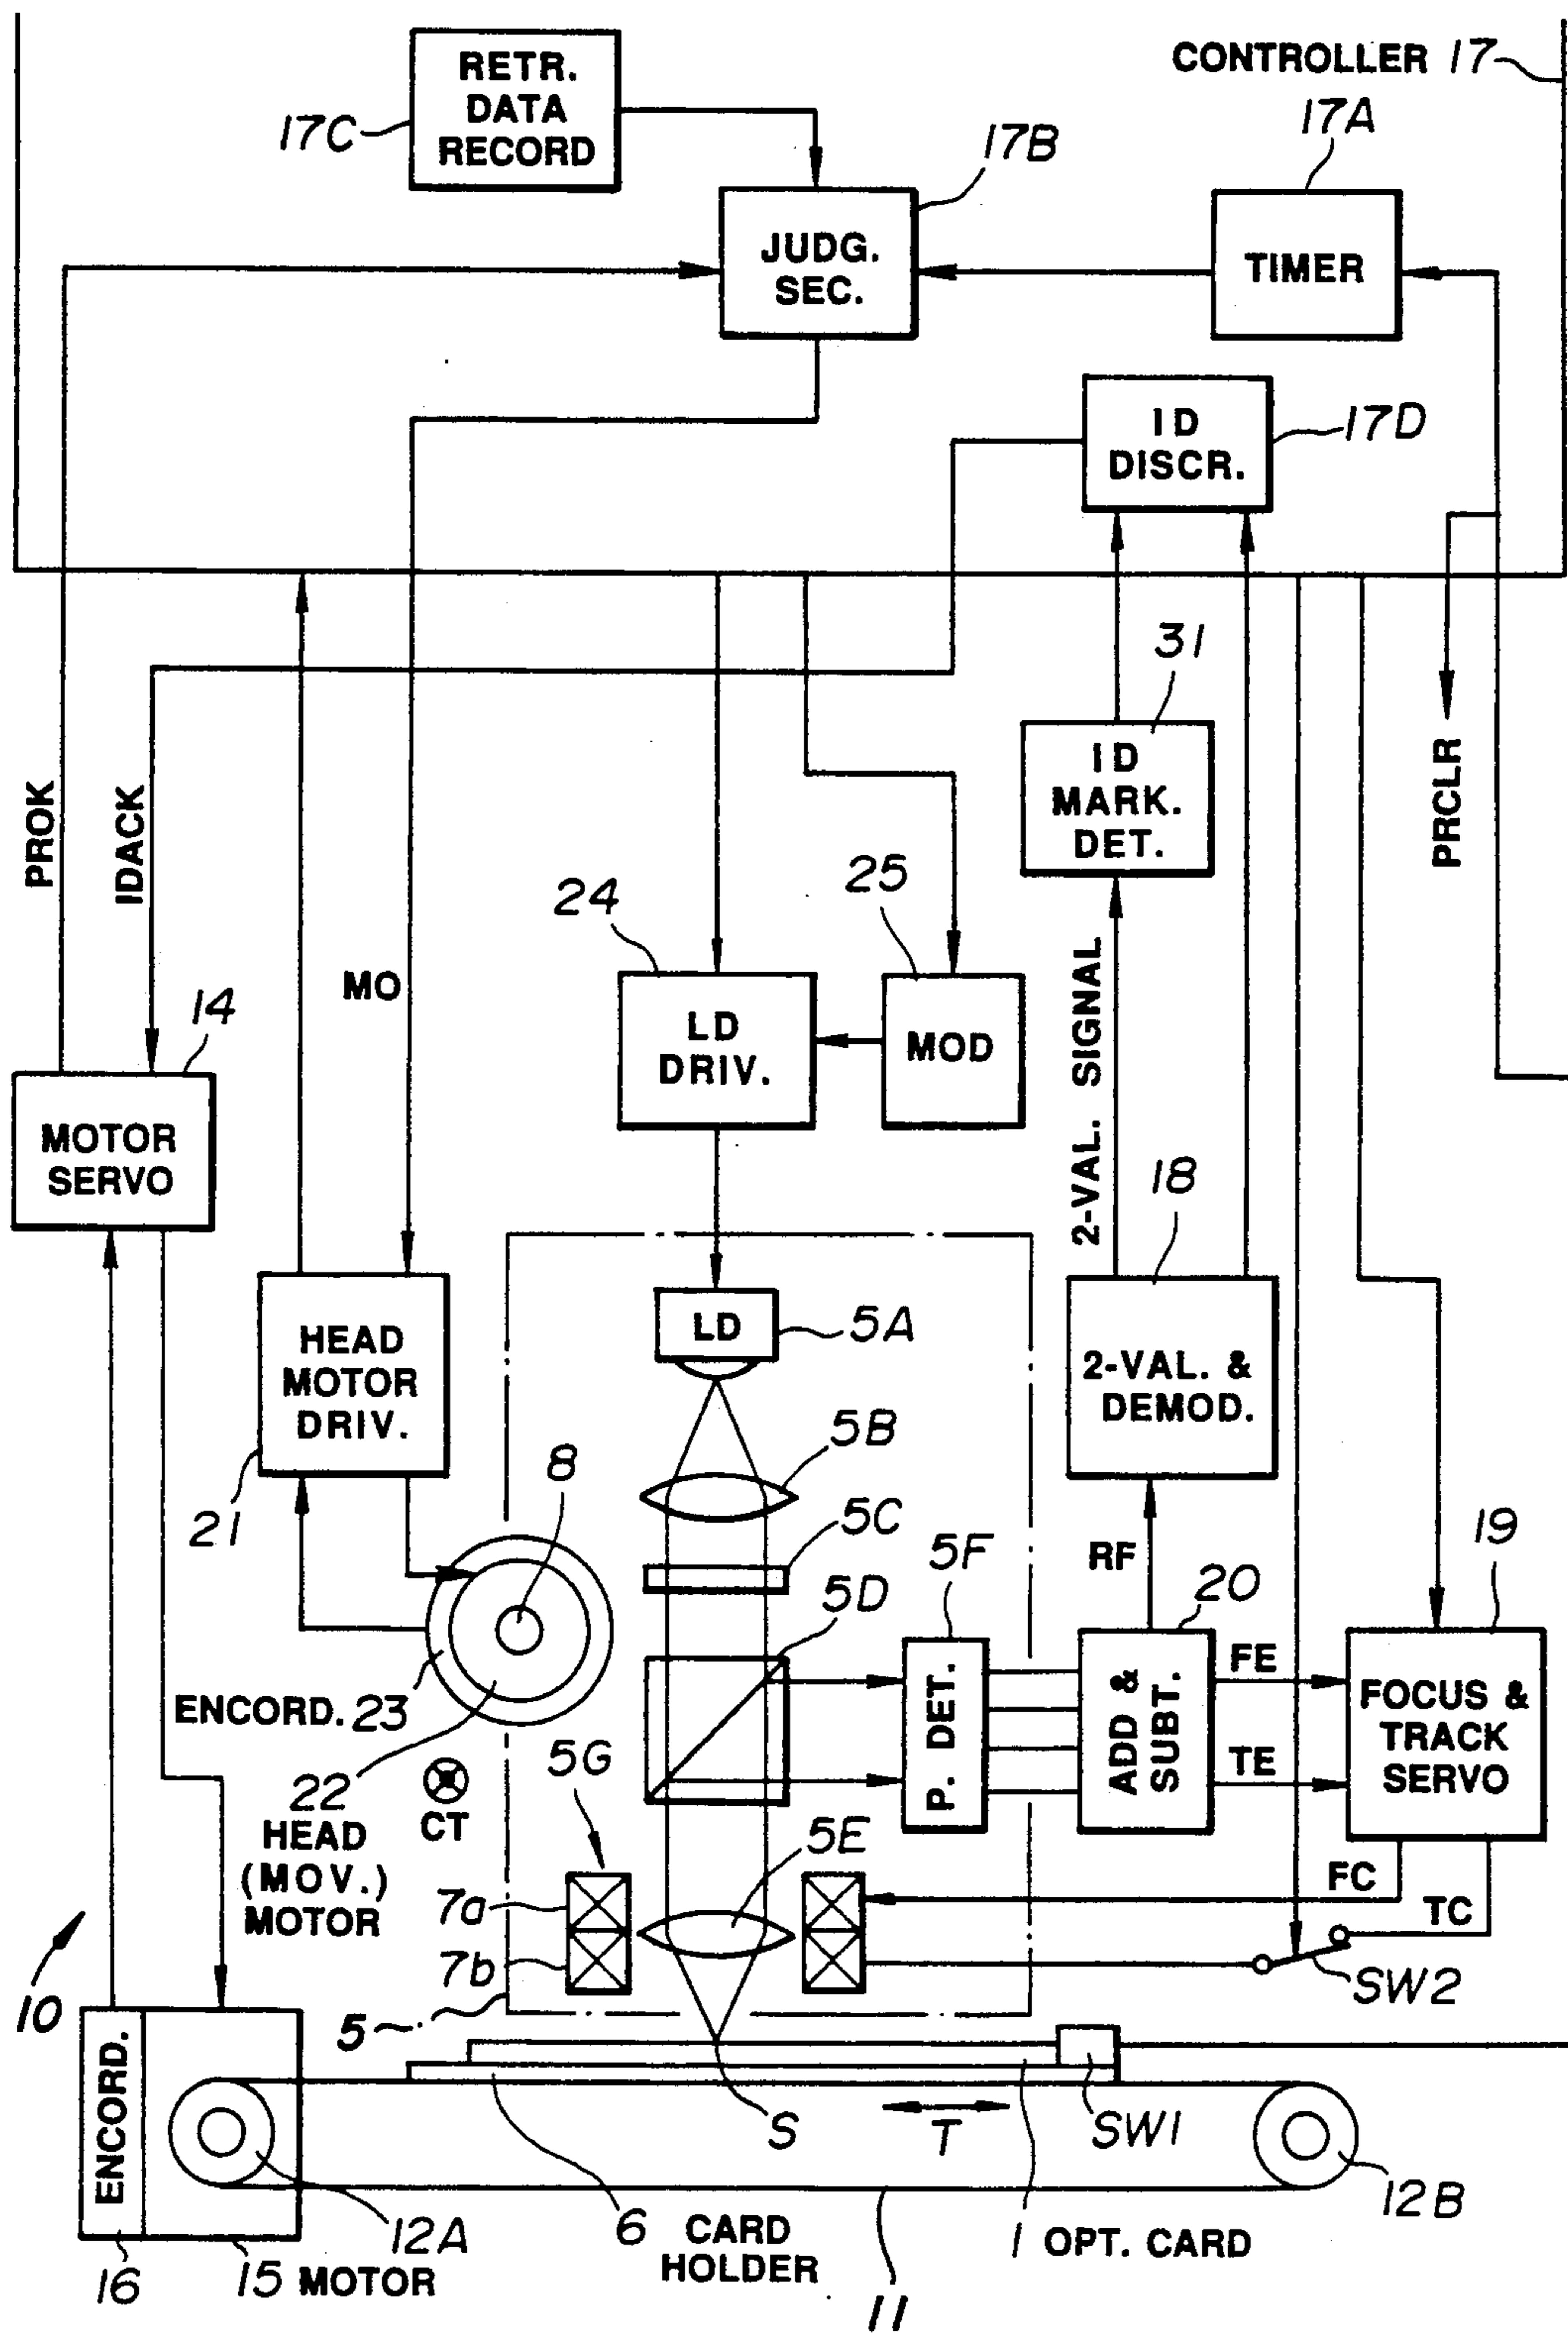 CONTROLLER 17
RETR.
DATA
RECORD
17C
17B
17A
JUDG.
SEC.
TIMER
ID
DISCR.
17D
31
ID
MARK.
DET.
PROK
IDACK
MO
PRCLR
24
25
LD
DRIV.
MOD
2-VAL. SIGNAL
14
MOTOR
SERVO
18
HEAD
MOTOR
DRIV.
21
LD
5A
2-VAL. &
DEMOD.
5B
8
5C
5D
5F
RF
20
19
P. DET.
ADD &
SUBT.
FE
TE
FOCUS &
TRACK
SERVO
ENCORD. 23
22
HEAD
(MOV.)
MOTOR
CT
5G
5E
7a
7b
FC
TC
SW2
10
5
ENCORD.
S
T
SW1
12B
12A
6 CARD
HOLDER
1 OPT. CARD
16
15 MOTOR
11